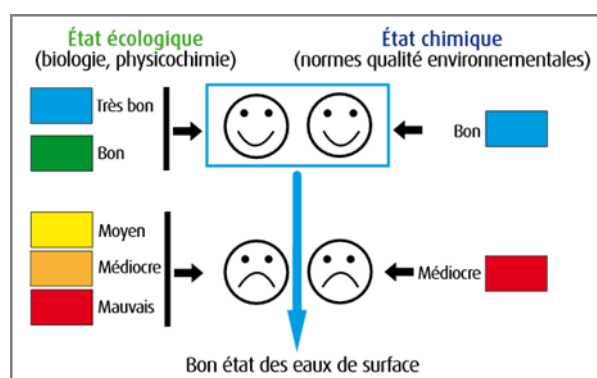 État écologique
(biologie, physicochimie)
État chimique
(normes qualité environnementales)
Très bon
Bon
Bon
Moyen
Médiocre
Mauvais
Médiocre
Bon état des eaux de surface